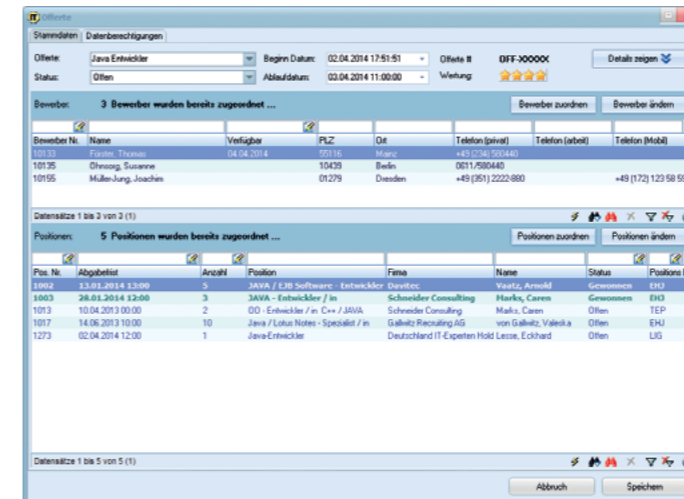 Offerte
Stammdaten Datenberechtigungen
Offerte: Java Entwickler Beginn Datum: 02.04.2014 17:51:51 Offerte # OFF-XXXXX Details zeigen
Status: Offen Ablaufdatum: 03.04.2014 11:00:00 Wertung:
Bewerber: 3 Bewerber wurden bereits zugeordnet ... Bewerber zuordnen Bewerber ändern
Bewerber Nr. Name Verfügbar PLZ Ort Telefon (privat) Telefon (arbeit) Telefon (Mobil)
10133 Förster, Thomas 04.04.2014 55116 Mainz +49 (234) 580440
10135 Ohnsorg, Susanne 10439 Berlin 0611/580440
10155 Müller-Jung, Joachim 01279 Dresden +49 (351) 2222-880 +49 (172) 123 58 59
Datensätze 1 bis 3 von 3 (1)
Positionen: 5 Positionen wurden bereits zugeordnet ... Positionen zuordnen Positionen ändern
Pos. Nr. Abgabefrist Anzahl Position Firma Name Status Positions
1002 13.01.2014 13:00 5 JAVA / EJB Software - Entwickler Davitec Vaatz, Arnold Gewonnen EHJ
1003 28.01.2014 12:00 3 JAVA - Entwickler / in Schneider Consulting Marks, Caren Gewonnen EHJ
1013 10.04.2013 00:00 2 OO - Entwickler / in C++ / JAVA Schneider Consulting Marks, Caren Offen TEP
1017 14.06.2013 10:00 10 Java / Lotus Notes - Spezialist / in Gallwitz Recruiting AG von Gallwitz, Valeska Offen EHJ
1273 02.04.2014 12:00 1 Java-Entwickler Deutschland IT-Experten Hold Lesse, Eckhard Offen LIG
Datensätze 1 bis 5 von 5 (1)
Abbruch Speichern